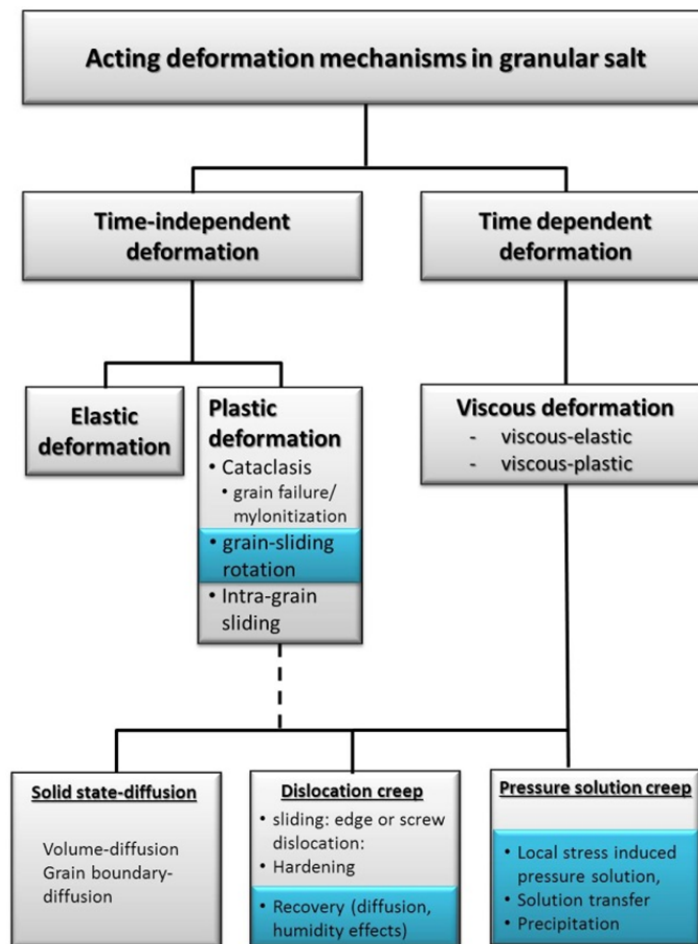 Acting deformation mechanisms in granular salt
Time-independent
deformation
Time dependent
deformation
Elastic
deformation
Plastic
deformation
• Cataclasis
• grain failure/
mylonitization
• grain-sliding
rotation
• Intra-grain
sliding
Viscous deformation
- viscous-elastic
- viscous-plastic
Solid state-diffusion
Volume-diffusion
Grain boundary-
diffusion
Dislocation creep
• sliding: edge or screw
dislocation:
• Hardening
• Recovery (diffusion,
humidity effects)
Pressure solution creep
• Local stress induced
pressure solution,
• Solution transfer
• Precipitation